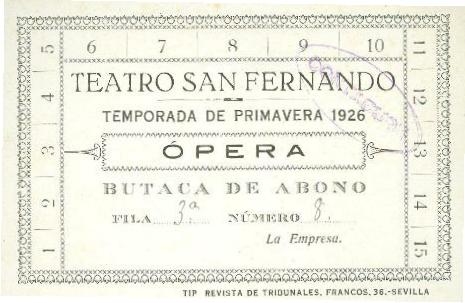 6 7 8 9 10
5
4
3
2
1
11
12
13
14
15
TEATRO SAN FERNANDO
TEMPORADA DE PRIMAVERA 1926
ÓPERA
BUTACA DE ABONO
FILA 3ª NÚMERO 8.
La Empresa.
TIP REVISTA DE TRIBUNALES, FRANCOS, 36.-SEVILLA